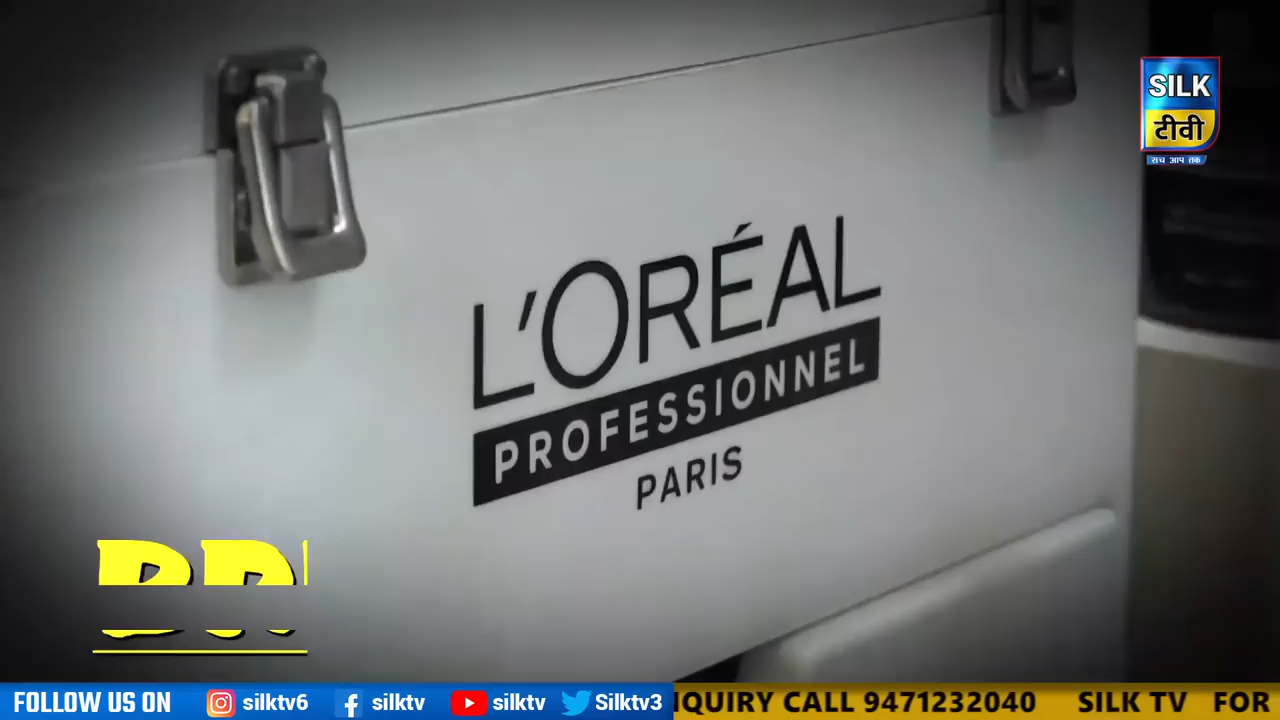 SILK
टीवी
सच आप तक
L'ORÉAL
PROFESSIONNEL
PARIS
FOLLOW US ON silktv6 silktv silktv Silktv3 NQUIRY CALL 9471232040 SILK TV FOR